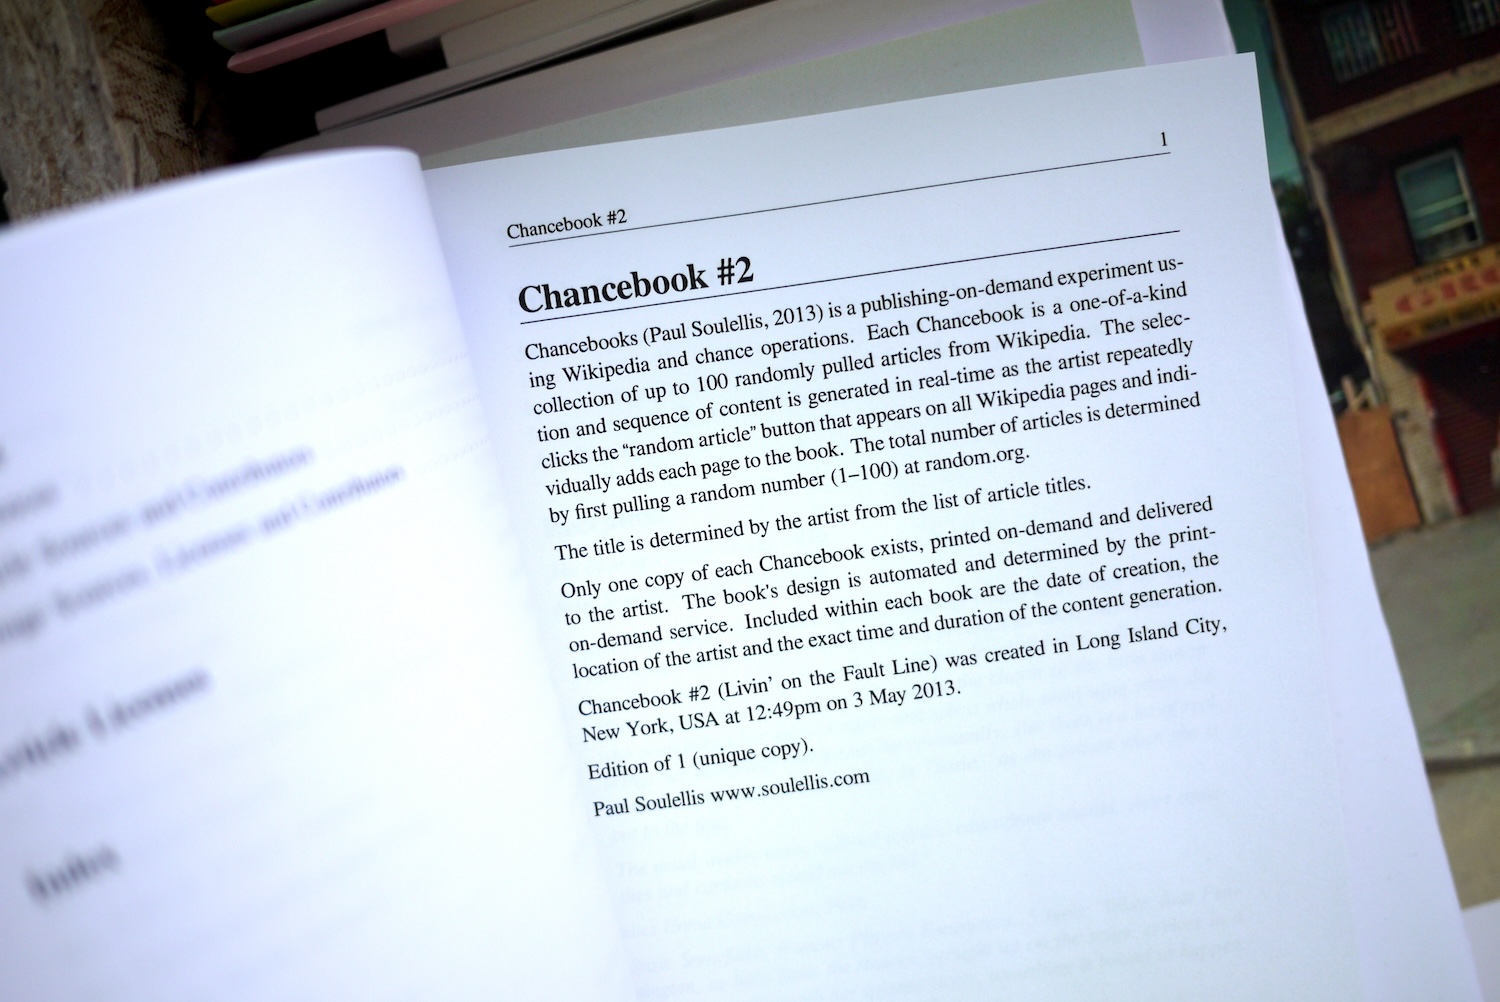 1
Chancebook #2
Chancebook #2
Chancebooks (Paul Soulellis, 2013) is a publishing-on-demand experiment us-
ing Wikipedia and chance operations. Each Chancebook is a one-of-a-kind
collection of up to 100 randomly pulled articles from Wikipedia. The selec-
tion and sequence of content is generated in real-time as the artist repeatedly
clicks the “random article” button that appears on all Wikipedia pages and indi-
vidually adds each page to the book. The total number of articles is determined
by first pulling a random number (1–100) at random.org.
The title is determined by the artist from the list of article titles.
Only one copy of each Chancebook exists, printed on-demand and delivered
to the artist. The book's design is automated and determined by the print-
on-demand service. Included within each book are the date of creation, the
location of the artist and the exact time and duration of the content generation.
Chancebook #2 (Livin’ on the Fault Line) was created in Long Island City,
New York, USA at 12:49pm on 3 May 2013.
Edition of 1 (unique copy).
Paul Soulellis www.soulellis.com
Article License
Index